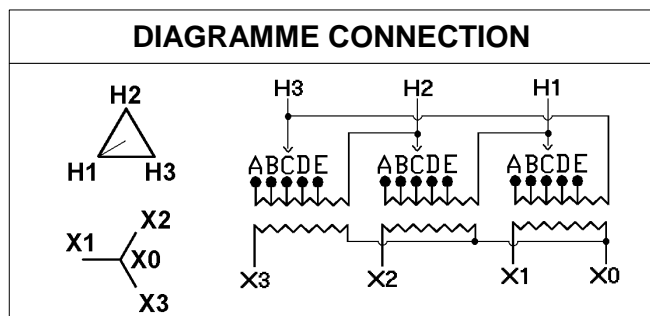 DIAGRAMME CONNECTION
H2
H1 H3
X2
X1 X0
X3
H3 H2 H1
ABCDE ABCDE ABCDE
X3 X2 X1 X0